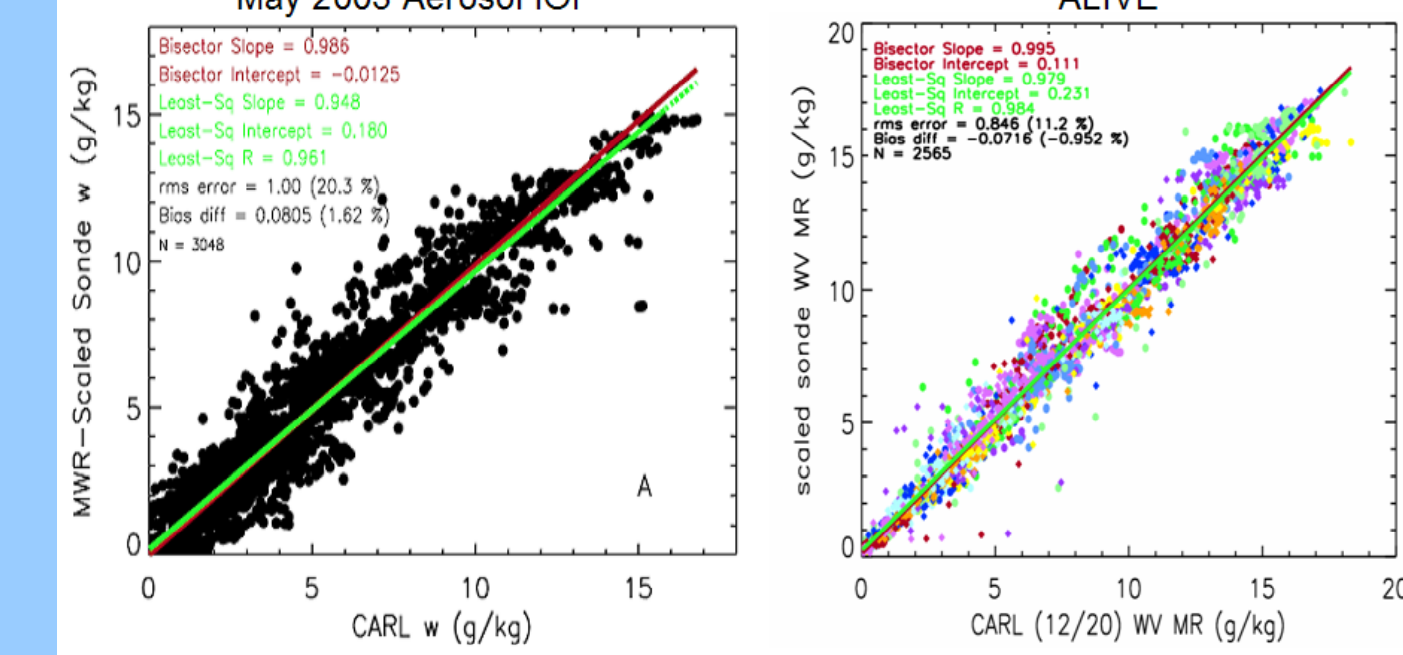 May 2003 Aerosol IOP
Bisector Slope = 0.986
Bisector Intercept = -0.0125
Least-Sq Slope = 0.948
Least-Sq Intercept = 0.180
Least-Sq R = 0.961
rms error = 1.00 (20.3 %)
Bias diff = 0.0805 (1.62 %)
N = 3048
A
MWR-Scaled Sonde w (g/kg)
15
10
5
0
0 5 10 15
CARL w (g/kg)
ALIVE
Bisector Slope = 0.995
Bisector Intercept = 0.111
Least-Sq Slope = 0.979
Least-Sq Intercept = 0.231
Least-Sq R = 0.984
rms error = 0.846 (11.2 %)
Bias diff = -0.0716 (-0.952 %)
N = 2565
scaled sonde WV MR (g/kg)
20
15
10
5
0
0 5 10 15 20
CARL (12/20) WV MR (g/kg)